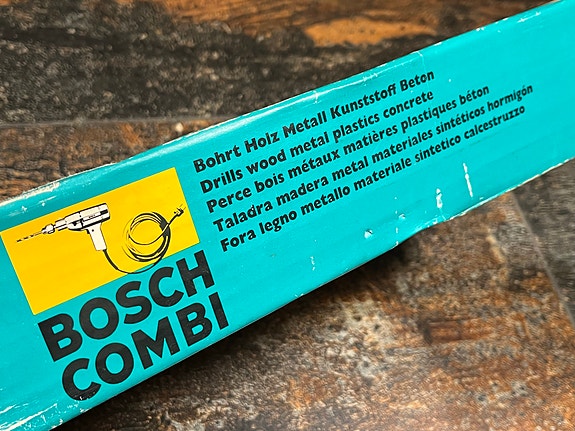 Bohrt Holz Metall Kunststoff Beton
Drills wood metal plastics concrete
Perce bois métaux matières plastiques béton
Taladra madera metal materiales sintéticos hormigón
Fora legno metallo materiale sintetico calcestruzzo
BOSCH
COMBI